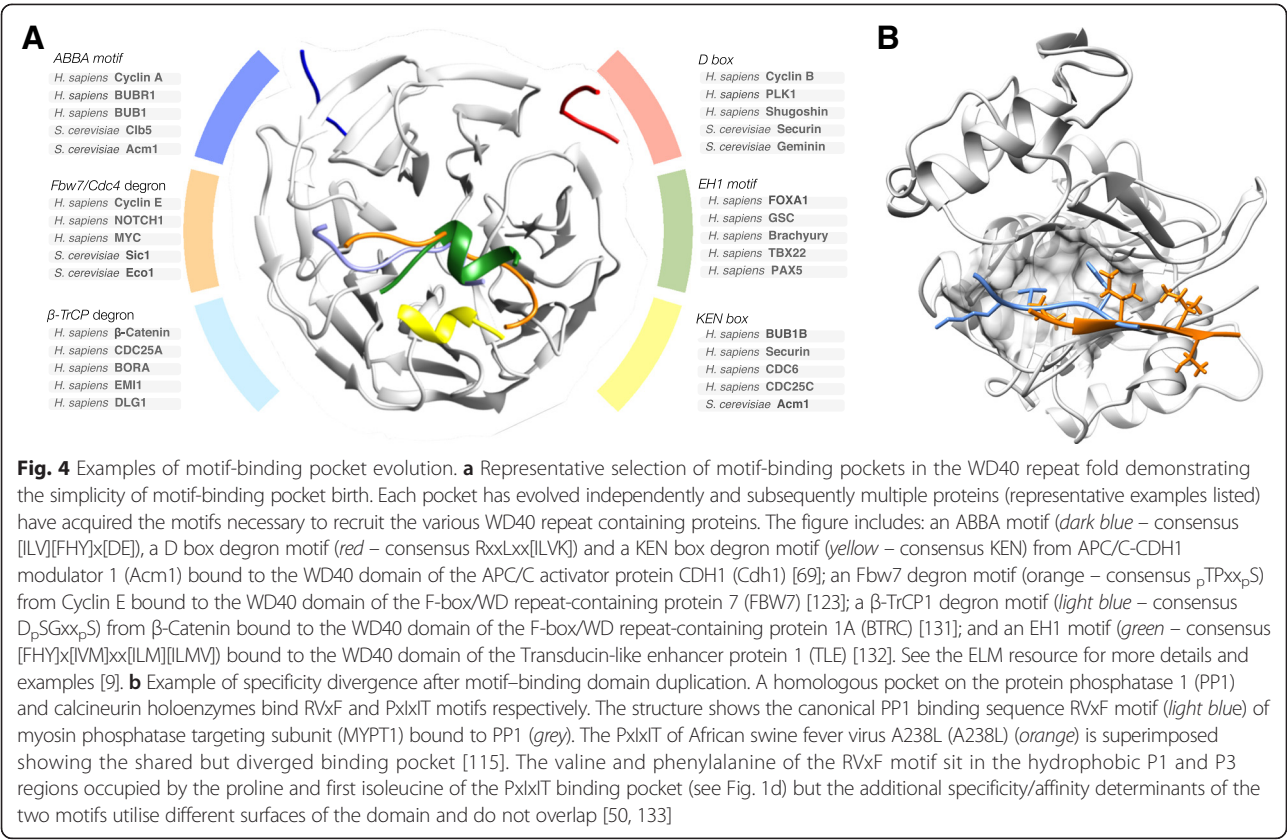 A
ABBA motif
H. sapiens Cyclin A
H. sapiens BUBR1
H. sapiens BUB1
S. cerevisiae Clb5
S. cerevisiae Acm1
Fbw7/Cdc4 degron
H. sapiens Cyclin E
H. sapiens NOTCH1
H. sapiens MYC
S. cerevisiae Sic1
S. cerevisiae Eco1
β-TrCP degron
H. sapiens β-Catenin
H. sapiens CDC25A
H. sapiens BORA
H. sapiens EMI1
H. sapiens DLG1
D box
H. sapiens Cyclin B
H. sapiens PLK1
H. sapiens Shugoshin
S. cerevisiae Securin
S. cerevisiae Geminin
EH1 motif
H. sapiens FOXA1
H. sapiens GSC
H. sapiens Brachyury
H. sapiens TBX22
H. sapiens PAX5
KEN box
H. sapiens BUB1B
H. sapiens Securin
H. sapiens CDC6
H. sapiens CDC25C
S. cerevisiae Acm1
B
Fig. 4 Examples of motif-binding pocket evolution. a Representative selection of motif-binding pockets in the WD40 repeat fold demonstrating
the simplicity of motif-binding pocket birth. Each pocket has evolved independently and subsequently multiple proteins (representative examples listed)
have acquired the motifs necessary to recruit the various WD40 repeat containing proteins. The figure includes: an ABBA motif (dark blue – consensus
[ILV][FHY]x[DE]), a D box degron motif (red – consensus RxxLxx[ILVK]) and a KEN box degron motif (yellow – consensus KEN) from APC/C-CDH1
modulator 1 (Acm1) bound to the WD40 domain of the APC/C activator protein CDH1 (Cdh1) [69]; an Fbw7 degron motif (orange – consensus pTPxxpS)
from Cyclin E bound to the WD40 domain of the F-box/WD repeat-containing protein 7 (FBW7) [123]; a β-TrCP1 degron motif (light blue – consensus
DpSGxxpS) from β-Catenin bound to the WD40 domain of the F-box/WD repeat-containing protein 1A (BTRC) [131]; and an EH1 motif (green – consensus
[FHY]x[IVM]xx[ILM][ILMV]) bound to the WD40 domain of the Transducin-like enhancer protein 1 (TLE) [132]. See the ELM resource for more details and
examples [9]. b Example of specificity divergence after motif–binding domain duplication. A homologous pocket on the protein phosphatase 1 (PP1)
and calcineurin holoenzymes bind RVxF and PxIxIT motifs respectively. The structure shows the canonical PP1 binding sequence RVxF motif (light blue) of
myosin phosphatase targeting subunit (MYPT1) bound to PP1 (grey). The PxIxIT of African swine fever virus A238L (A238L) (orange) is superimposed
showing the shared but diverged binding pocket [115]. The valine and phenylalanine of the RVxF motif sit in the hydrophobic P1 and P3
regions occupied by the proline and first isoleucine of the PxIxIT binding pocket (see Fig. 1d) but the additional specificity/affinity determinants of the
two motifs utilise different surfaces of the domain and do not overlap [50, 133]